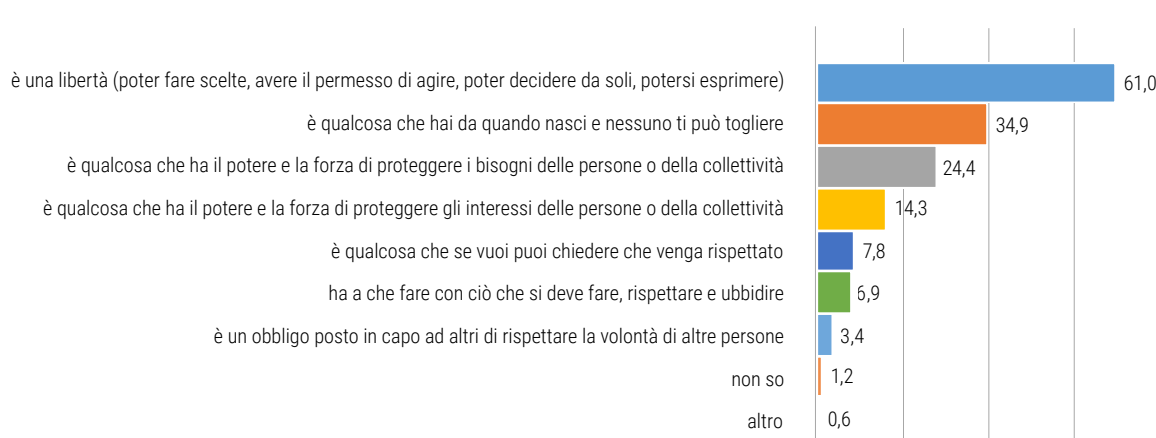 è una libertà (poter fare scelte, avere il permesso di agire, poter decidere da soli, potersi esprimere) 61,0
è qualcosa che hai da quando nasci e nessuno ti può togliere 34,9
è qualcosa che ha il potere e la forza di proteggere i bisogni delle persone o della collettività 24,4
è qualcosa che ha il potere e la forza di proteggere gli interessi delle persone o della collettività 14,3
è qualcosa che se vuoi puoi chiedere che venga rispettato 7,8
ha a che fare con ciò che si deve fare, rispettare e ubbidire 6,9
è un obbligo posto in capo ad altri di rispettare la volontà di altre persone 3,4
non so 1,2
altro 0,6